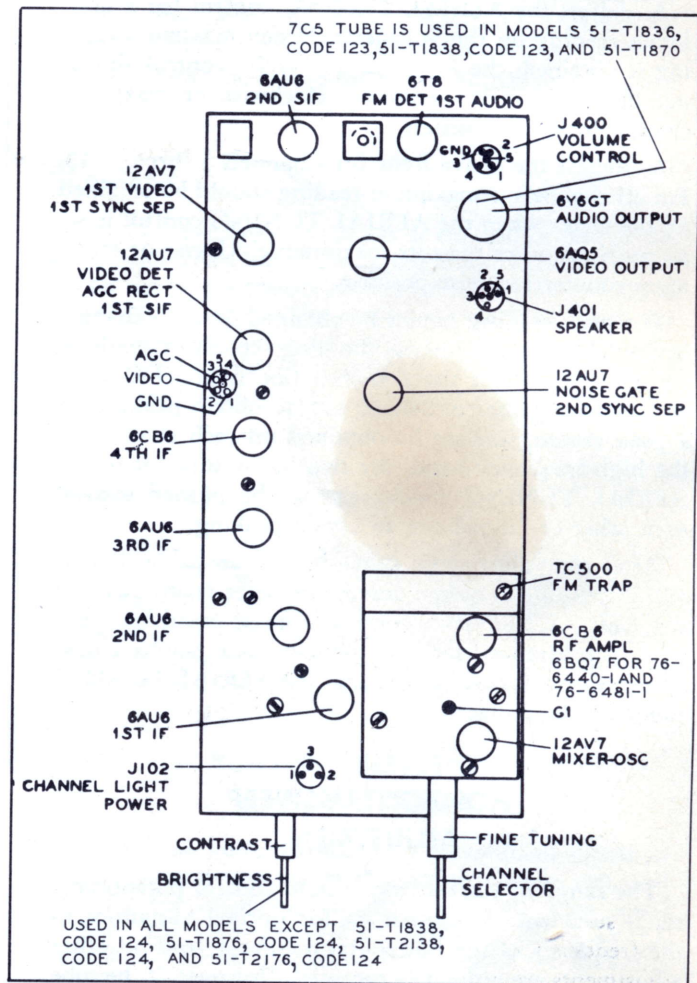 7C5 TUBE IS USED IN MODELS 51-T1836,
CODE 123,51-T1838,CODE 123,AND 51-T1870
6AU6
2ND SIF
6T8
FM DET 1ST AUDIO
J400
VOLUME
CONTROL
GND
2
3
5
4
1
12AV7
1ST VIDEO
1ST SYNC SEP
6Y6GT
AUDIO OUTPUT
6AQ5
VIDEO OUTPUT
12AU7
VIDEO DET
AGC RECT
1ST SIF
2 5
3
1
4
J401
SPEAKER
AGC
VIDEO
GND
5
3 4
2 1
12AU7
NOISE GATE
2ND SYNC SEP
6CB6
4TH IF
6AU6
3RD IF
TC500
FM TRAP
6AU6
2ND IF
6CB6
RF AMPL
6BQ7 FOR 76-
6440-1 AND
76-6481-1
G1
6AU6
1ST IF
12AV7
MIXER-OSC
J102
CHANNEL LIGHT
POWER
3
1 2
CONTRAST
BRIGHTNESS
FINE TUNING
CHANNEL
SELECTOR
USED IN ALL MODELS EXCEPT 51-T1838,
CODE 124, 51-T1876, CODE 124, 51-T2138,
CODE 124, AND 51-T2176, CODE 124